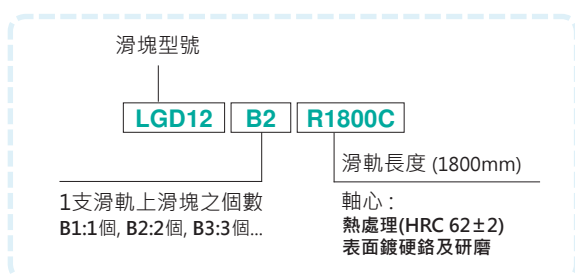 滑塊型號
LGD12 B2 R1800C
滑軌長度 (1800mm)
1支滑軌上滑塊之個數
B1:1個, B2:2個, B3:3個...
軸心 :
熱處理(HRC 62±2)
表面鍍硬鉻及研磨